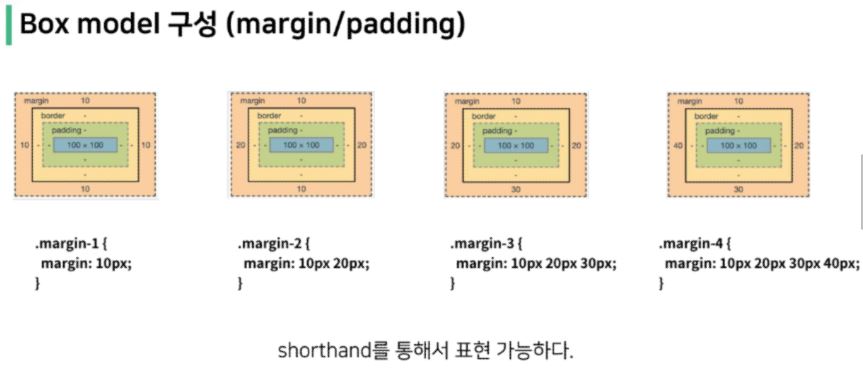 Box model 구성 (margin/padding)
margin 10
border -
padding -
10 - - 100 × 100 - - 10
-
-
10
margin 10
border -
padding -
20 - - 100 × 100 - - 20
-
-
10
margin 10
border -
padding -
20 - - 100 × 100 - - 20
-
-
30
margin 10
border -
padding -
40 - - 100 × 100 - - 20
-
-
30
.margin-1 {
margin: 10px;
}
.margin-2 {
margin: 10px 20px;
}
.margin-3 {
margin: 10px 20px 30px;
}
.margin-4 {
margin: 10px 20px 30px 40px;
}
shorthand를 통해서 표현 가능하다.